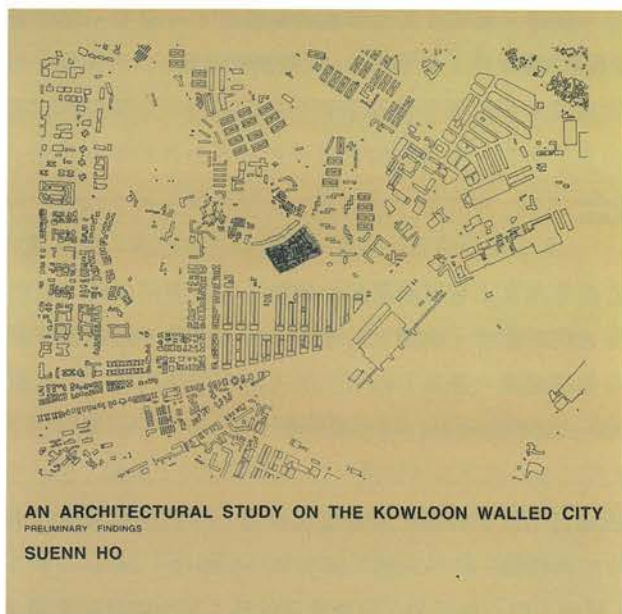 AN ARCHITECTURAL STUDY ON THE KOWLOON WALLED CITY
PRELIMINARY FINDINGS
SUENN HO